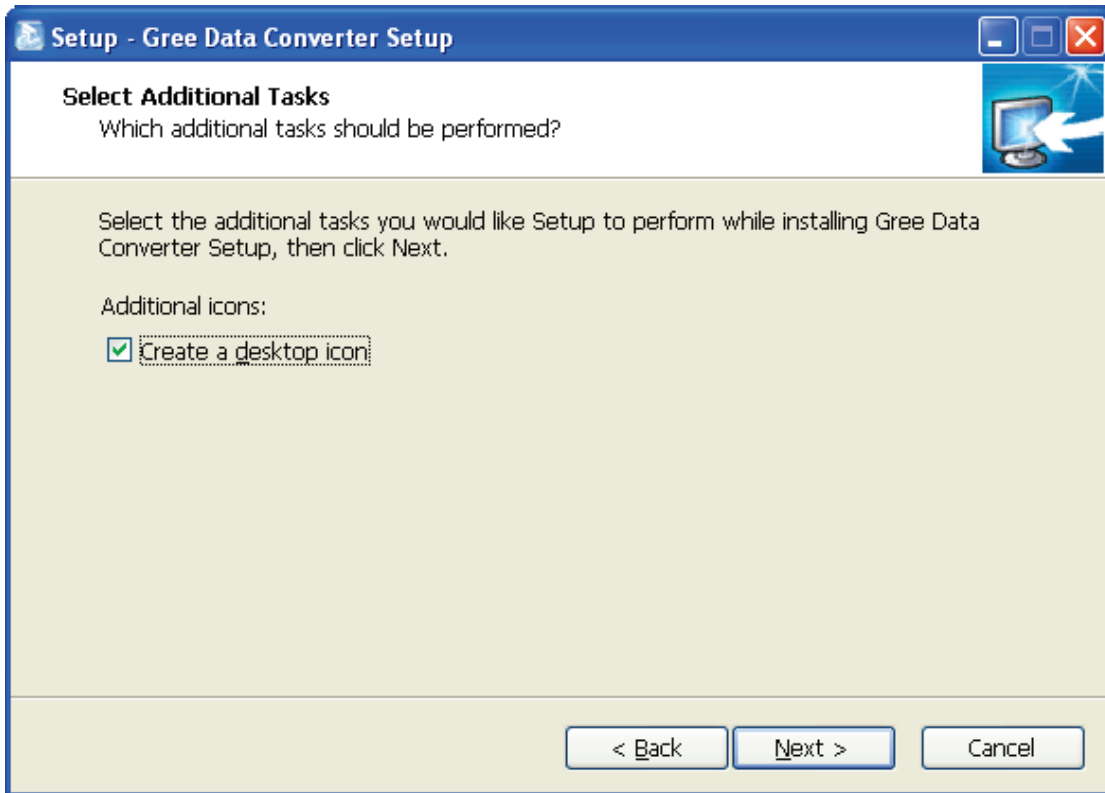 Setup - Gree Data Converter Setup
Select Additional Tasks
Which additional tasks should be performed?
Select the additional tasks you would like Setup to perform while installing Gree Data
Converter Setup, then click Next.
Additional icons:
Create a desktop icon
< Back Next > Cancel